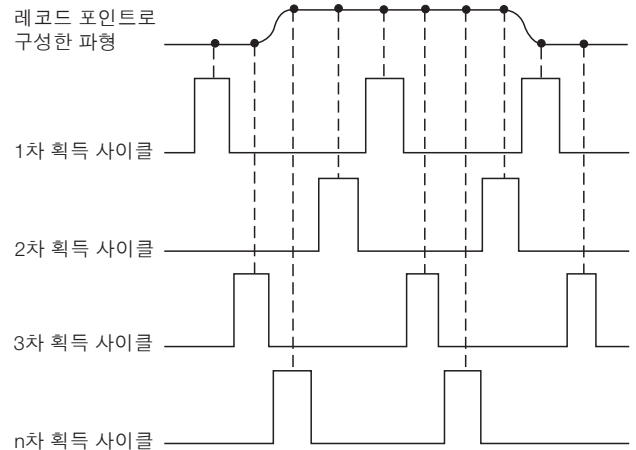 레코드 포인트로
구성한 파형
1차 획득 사이클
2차 획득 사이클
3차 획득 사이클
n차 획득 사이클